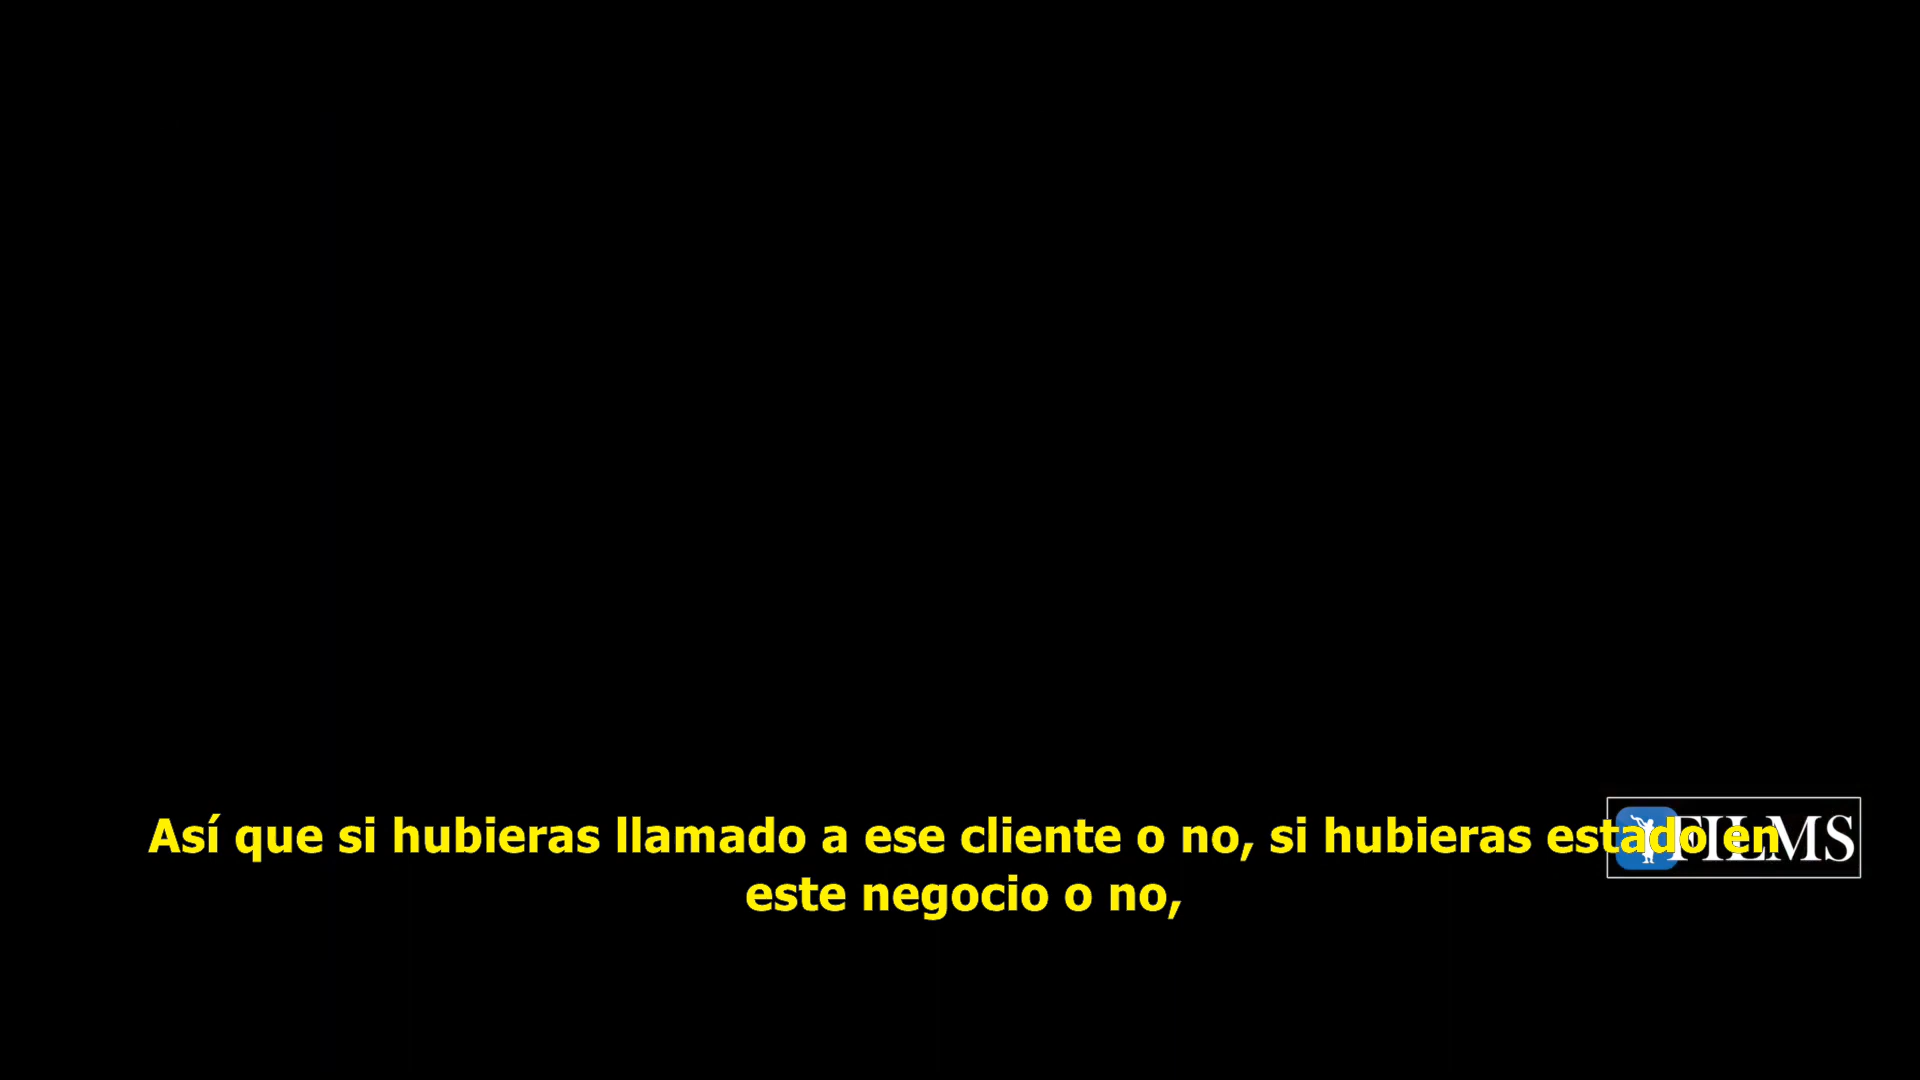 Así que si hubieras llamado a ese cliente o no, si hubieras estado en
este negocio o no,
FILMS